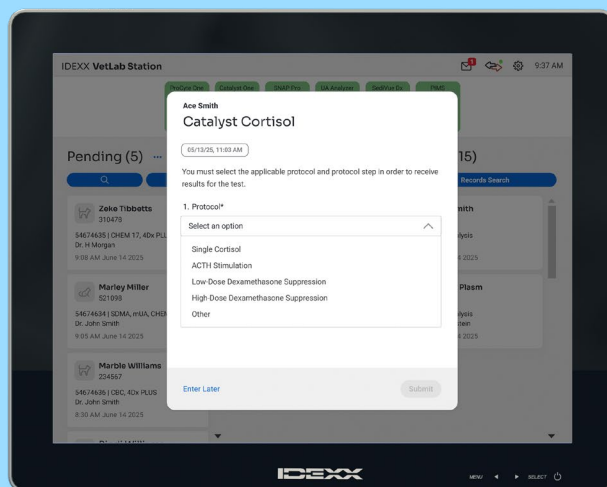 IDEXX VetLab Station
1
9:37 AM
ProCyte One Catalyst One SNAP Pro UA Analyzer SediVue Dx
Ace Smith
Catalyst Cortisol
05/13/25, 11:03 AM
You must select the applicable protocol and protocol step in order to receive
results for the test.
1. Protocol*
Select an option
Single Cortisol
ACTH Stimulation
Low-Dose Dexamethasone Suppression
High-Dose Dexamethasone Suppression
Other
Enter Later
Submit
Pending (5)
Zeke Tibbetts
310479
54674635 | CHEM 17, 4Dx PLU
Dr. H Morgan
9:08 AM June 14 2025
Marley Miller
521098
54674634 | SDMA, mUA, CHEM
Dr. John Smith
9:05 AM June 14 2025
Marble Williams
234567
54674636 | CBC, 4Dx PLUS
Dr. John Smith
8:30 AM June 14 2025
15)
Records Search
mith
lysis
2025
Plasm
lysis
tein
2025
IDEXX
MENU
SELECT